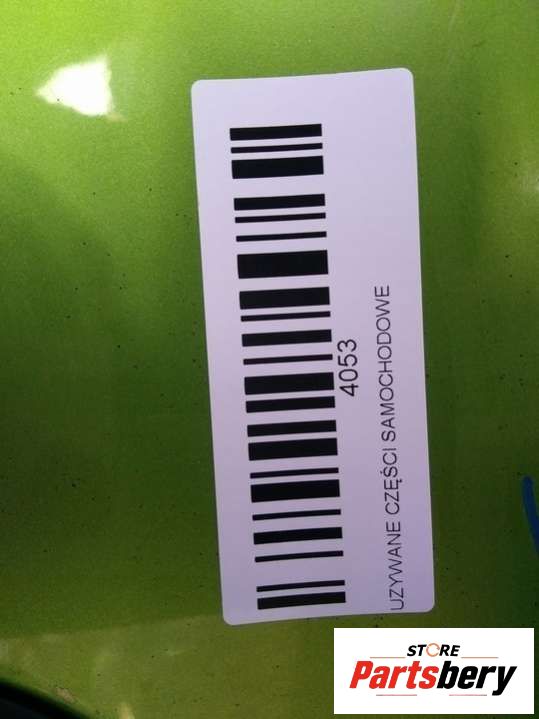 4053
UZYWANE CZĘŚCI SAMOCHODOWE
STORE
Partsbery